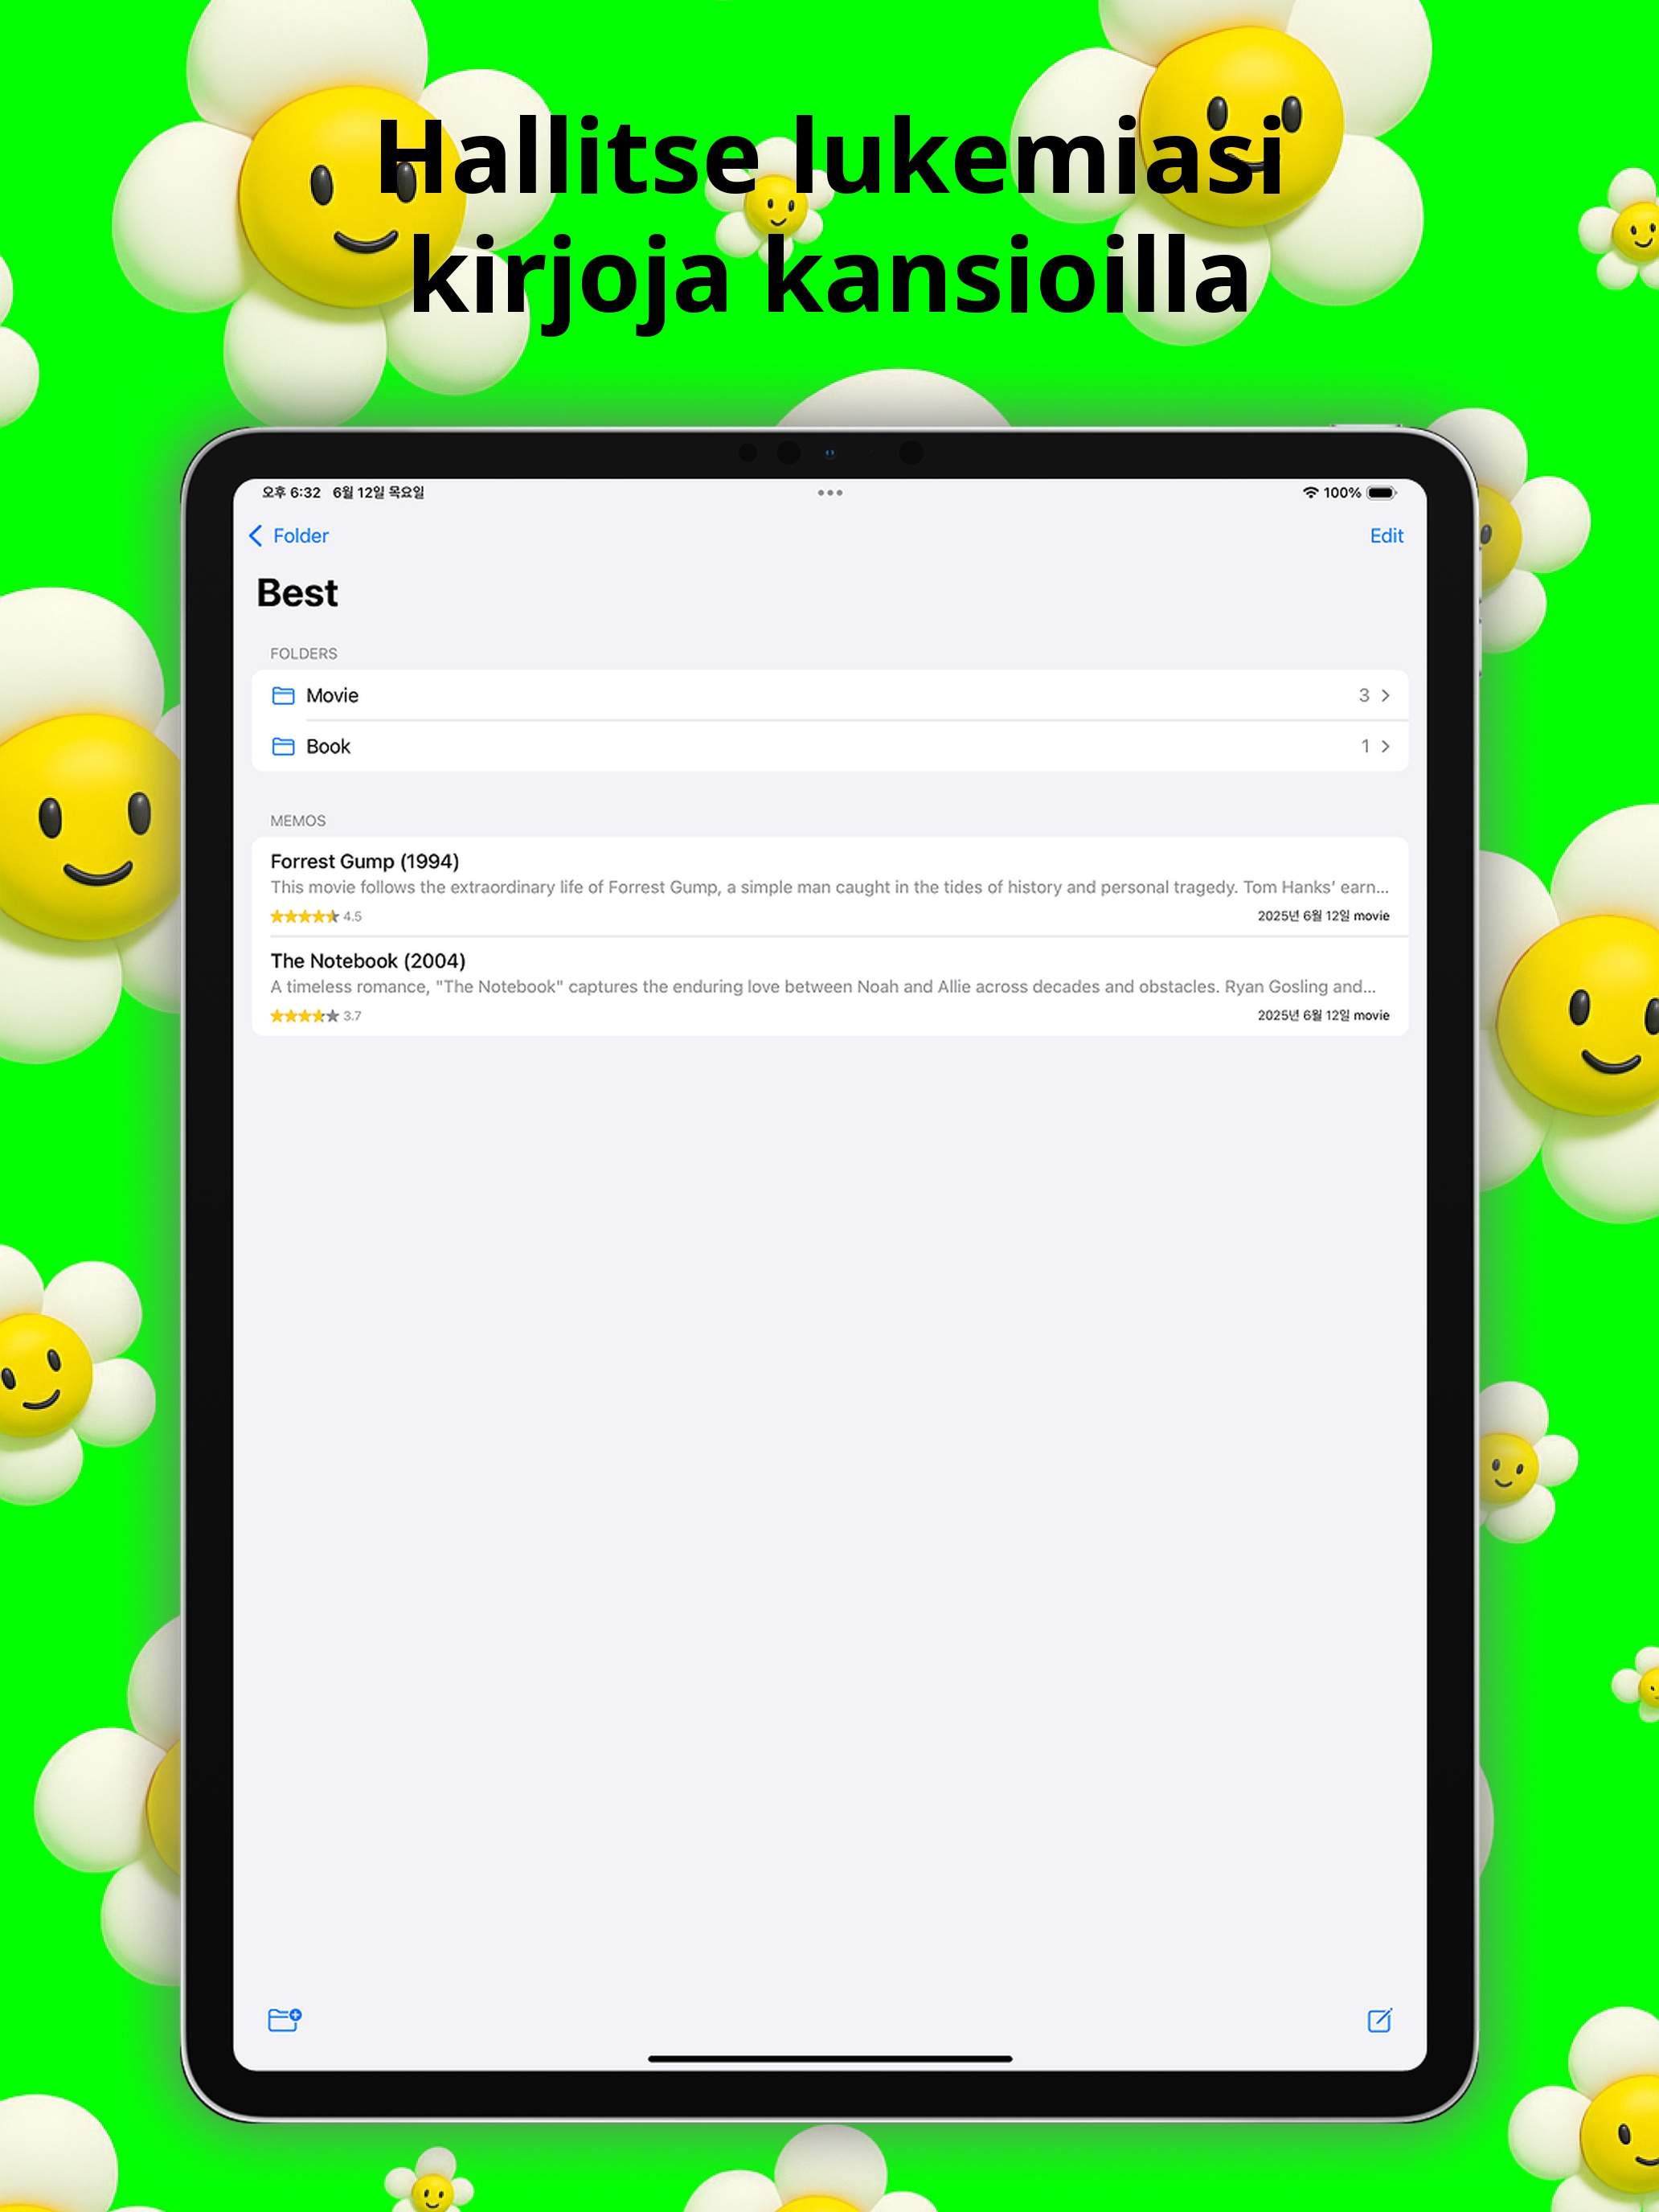 Hallitse lukemiasi
kirjoja kansioilla
오후 6:32 6월 12일 목요일
100%
Folder
Edit
Best
FOLDERS
Movie 3
Book 1
MEMOS
Forrest Gump (1994)
This movie follows the extraordinary life of Forrest Gump, a simple man caught in the tides of history and personal tragedy. Tom Hanks' earn...
4.5 2025년 6월 12일 movie
The Notebook (2004)
A timeless romance, "The Notebook" captures the enduring love between Noah and Allie across decades and obstacles. Ryan Gosling and...
3.7 2025년 6월 12일 movie